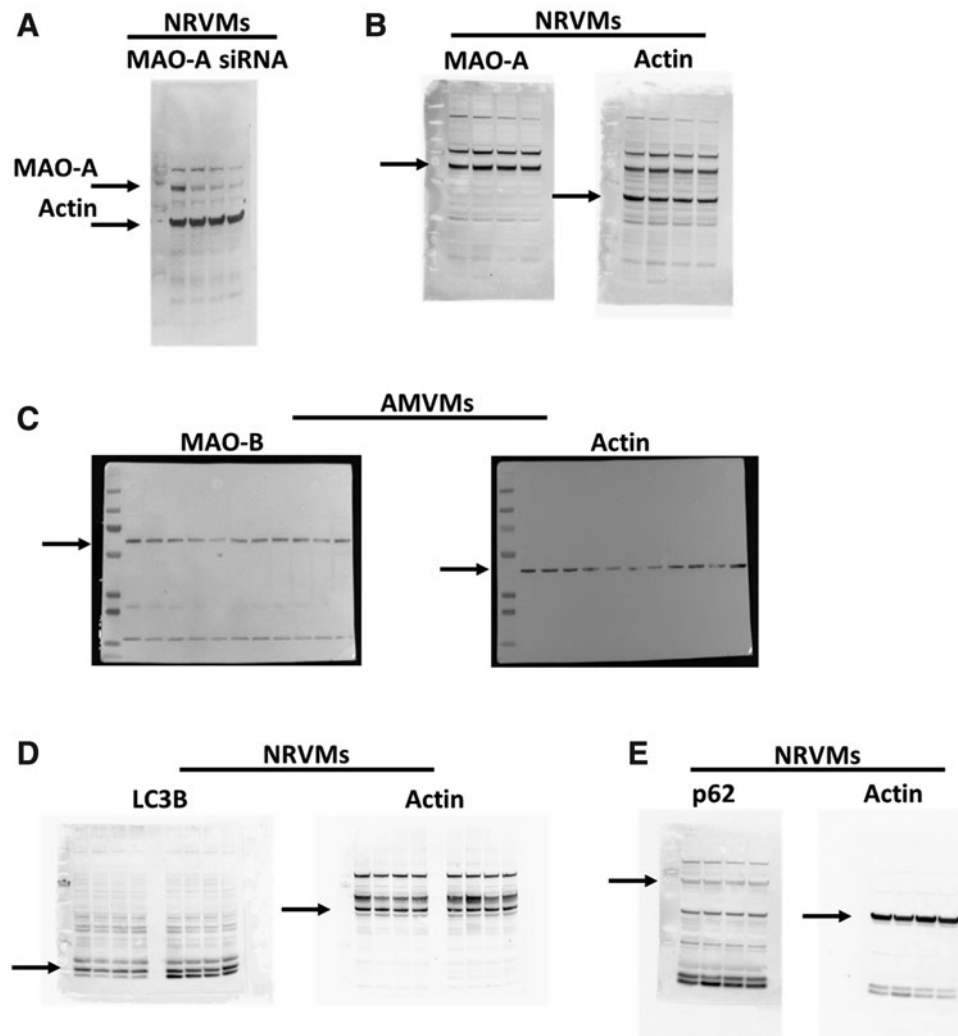 A
NRVMs
MAO-A siRNA
MAO-A
Actin
B
NRVMs
MAO-A
Actin
C
AMVMs
MAO-B
Actin
D
NRVMs
LC3B
Actin
E
NRVMs
p62
Actin